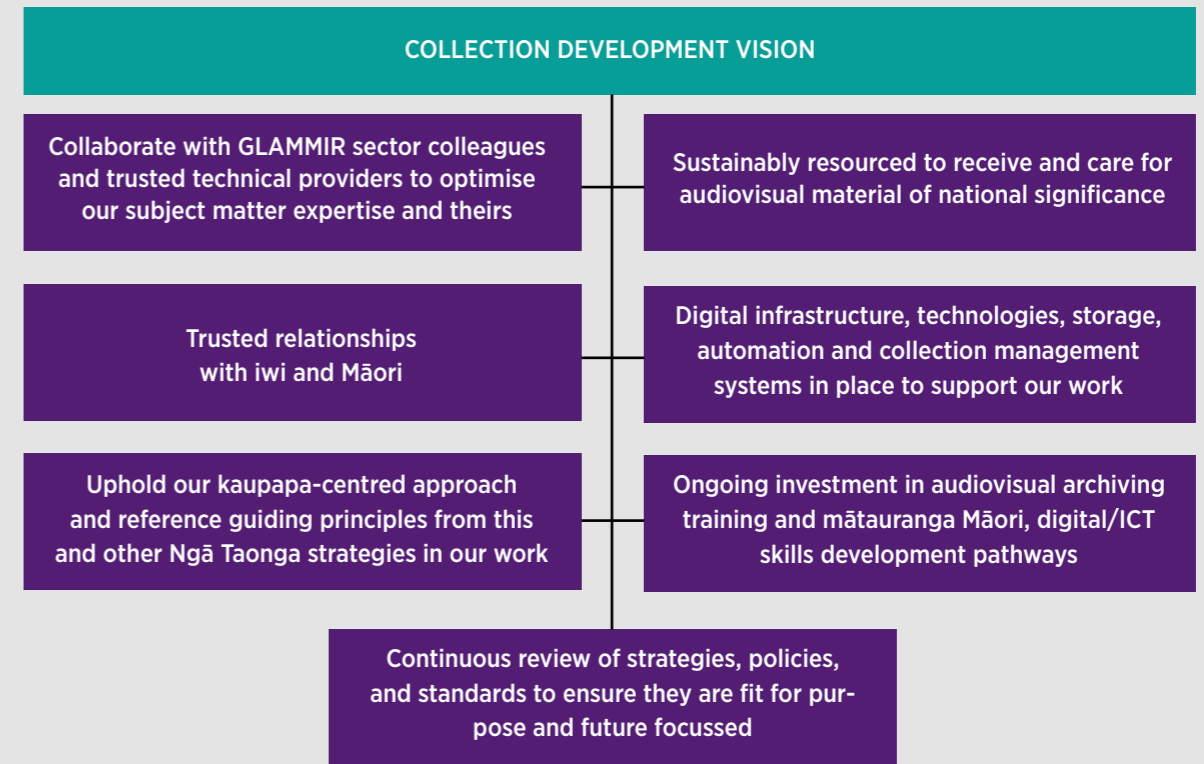 COLLECTION DEVELOPMENT VISION
Collaborate with GLAMMIR sector colleagues
and trusted technical providers to optimise
our subject matter expertise and theirs
Sustainably resourced to receive and care for
audiovisual material of national significance
Trusted relationships
with iwi and Māori
Digital infrastructure, technologies, storage,
automation and collection management
systems in place to support our work
Uphold our kaupapa-centred approach
and reference guiding principles from this
and other Ngā Taonga strategies in our work
Ongoing investment in audiovisual archiving
training and mātauranga Māori, digital/ICT
skills development pathways
Continuous review of strategies, policies,
and standards to ensure they are fit for pur-
pose and future focussed